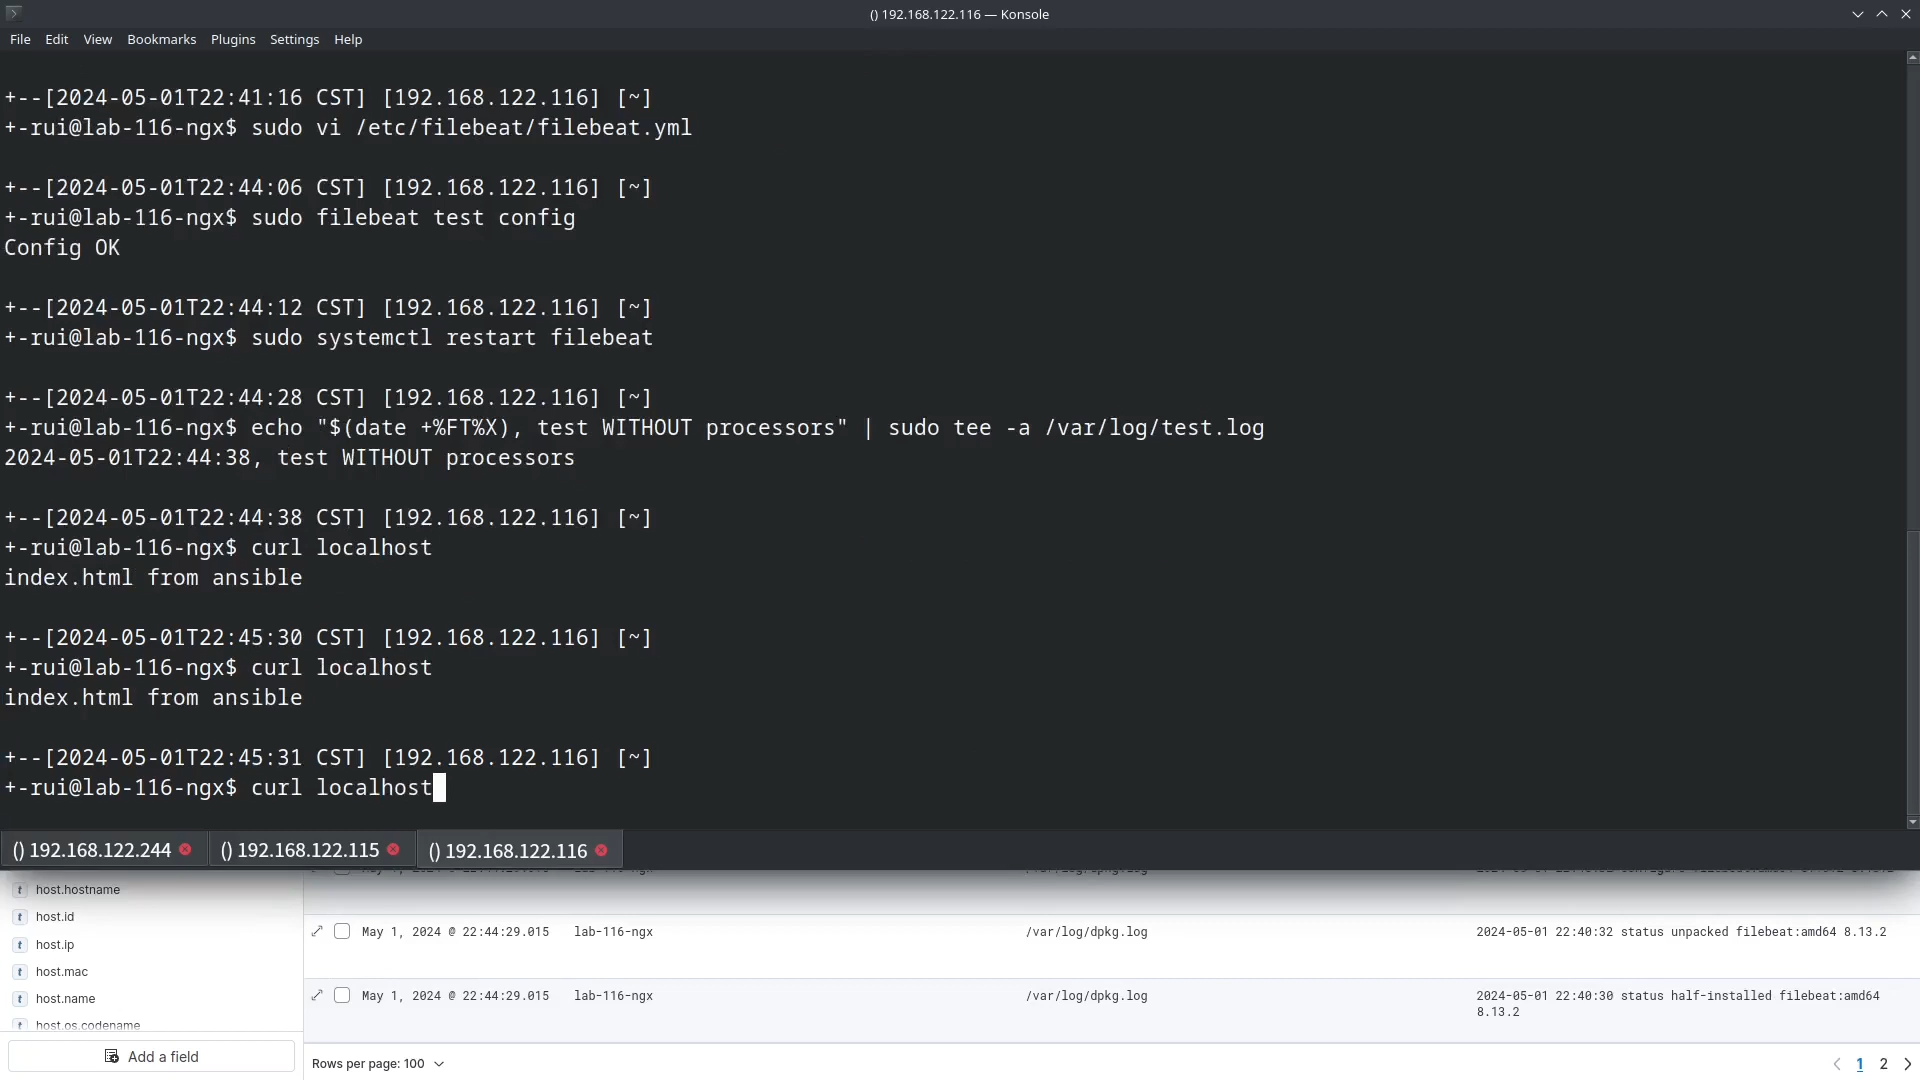 () 192.168.122.116 — Konsole
File Edit View Bookmarks Plugins Settings Help
+--[2024-05-01T22:41:16 CST] [192.168.122.116] [~]
+-rui@lab-116-ngx$ sudo vi /etc/filebeat/filebeat.yml
+--[2024-05-01T22:44:06 CST] [192.168.122.116] [~]
+-rui@lab-116-ngx$ sudo filebeat test config
Config OK
+--[2024-05-01T22:44:12 CST] [192.168.122.116] [~]
+-rui@lab-116-ngx$ sudo systemctl restart filebeat
+--[2024-05-01T22:44:28 CST] [192.168.122.116] [~]
+-rui@lab-116-ngx$ echo "$(date +%FT%X), test WITHOUT processors" | sudo tee -a /var/log/test.log
2024-05-01T22:44:38, test WITHOUT processors
+--[2024-05-01T22:44:38 CST] [192.168.122.116] [~]
+-rui@lab-116-ngx$ curl localhost
index.html from ansible
+--[2024-05-01T22:45:30 CST] [192.168.122.116] [~]
+-rui@lab-116-ngx$ curl localhost
index.html from ansible
+--[2024-05-01T22:45:31 CST] [192.168.122.116] [~]
+-rui@lab-116-ngx$ curl localhost
() 192.168.122.244 () 192.168.122.115 () 192.168.122.116
host.hostname
host.id
host.ip
host.mac
host.name
host.os.codename
Add a field
May 1, 2024 @ 22:44:29.015 lab-116-ngx /var/log/dpkg.log 2024-05-01 22:40:32 status unpacked filebeat:amd64 8.13.2
May 1, 2024 @ 22:44:29.015 lab-116-ngx /var/log/dpkg.log 2024-05-01 22:40:30 status half-installed filebeat:amd64
8.13.2
Rows per page: 100
1 2